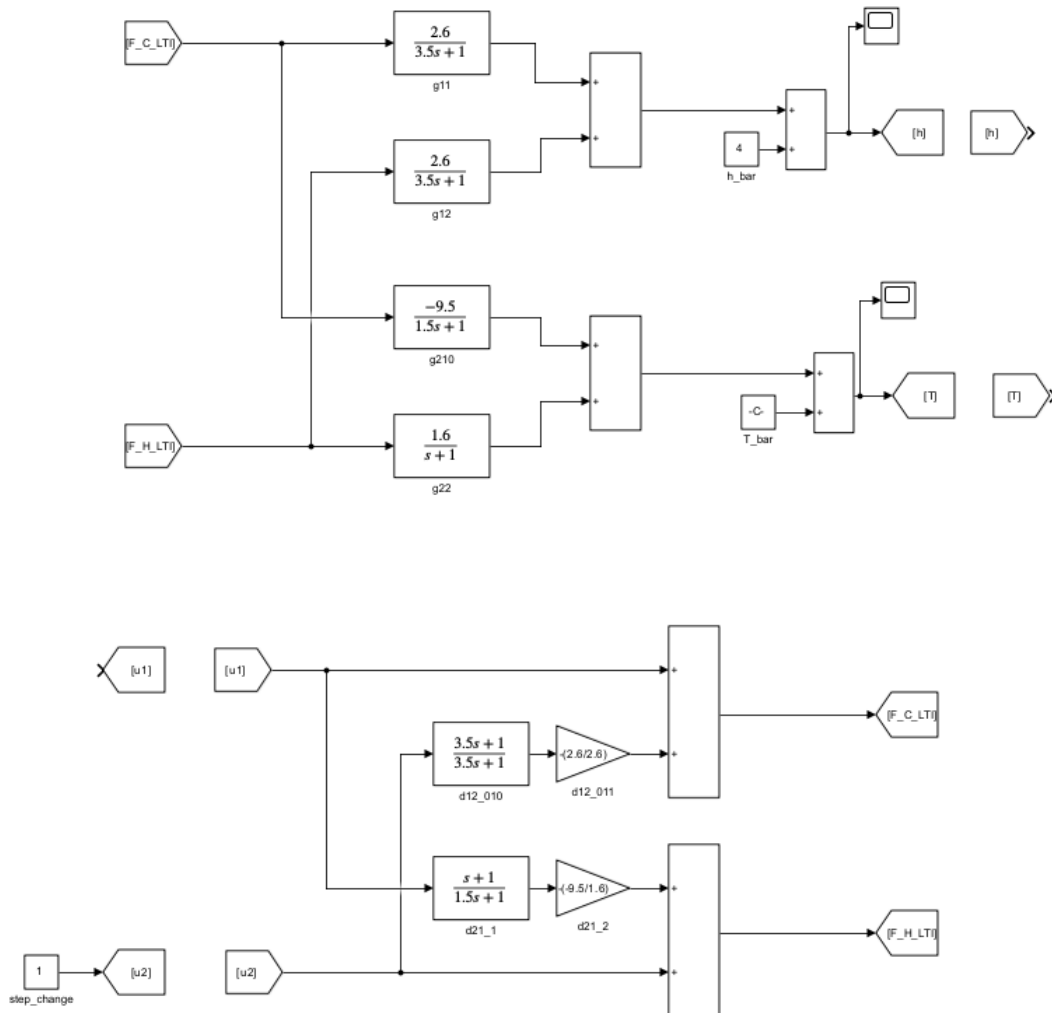 [F_C_LTI]
2.6
3.5s + 1
g11
2.6
3.5s + 1
g12
4
h_bar
[h]
[h]
−9.5
1.5s + 1
g210
[F_H_LTI]
1.6
s + 1
g22
-C-
T_bar
[T]
[T]
[u1]
[u1]
3.5s + 1
3.5s + 1
d12_010
-(2.6/2.6)
d12_011
[F_C_LTI]
s + 1
1.5s + 1
d21_1
-(-9.5/1.6)
d21_2
[F_H_LTI]
1
step_change
[u2]
[u2]
+
+
+
+
+
+
+
+
+
+
+
+